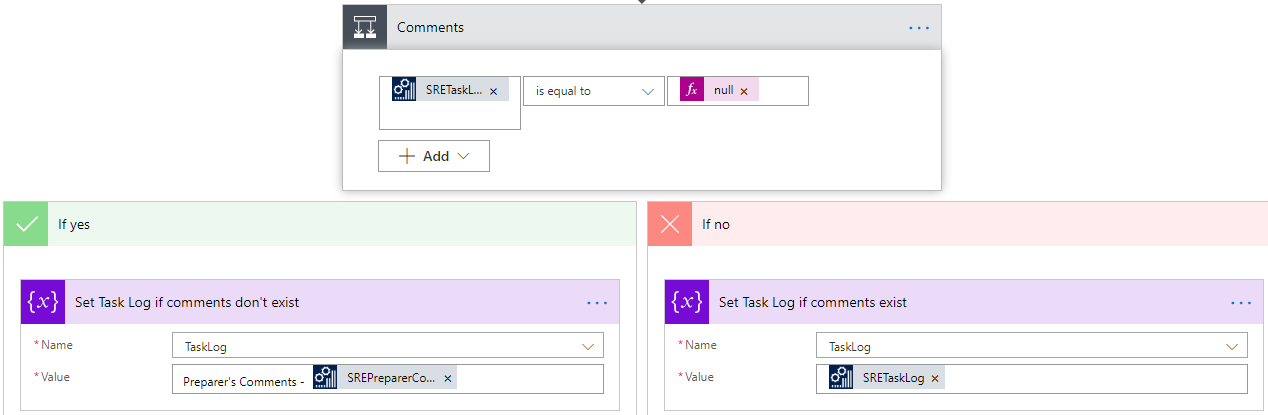 Comments
SRETaskL... ×
is equal to
fx null ×
Add
If yes
If no
{x} Set Task Log if comments don't exist
* Name
TaskLog
* Value
Preparer's Comments - SREPreparerCo... ×
{x} Set Task Log if comments exist
* Name
TaskLog
* Value
SRETaskLog ×